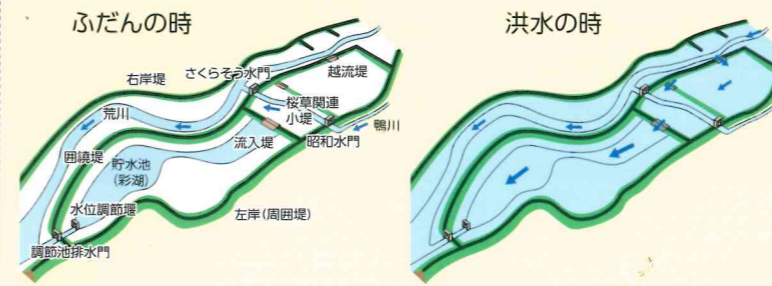 ふだんの時
洪水の時
さくらそう水門
越流堤
右岸堤
桜草関連
小堤
荒川
鴨川
流入堤
昭和水門
囲繞堤
貯水池
(彩湖)
水位調節堰
左岸(周囲堤)
調節池排水門